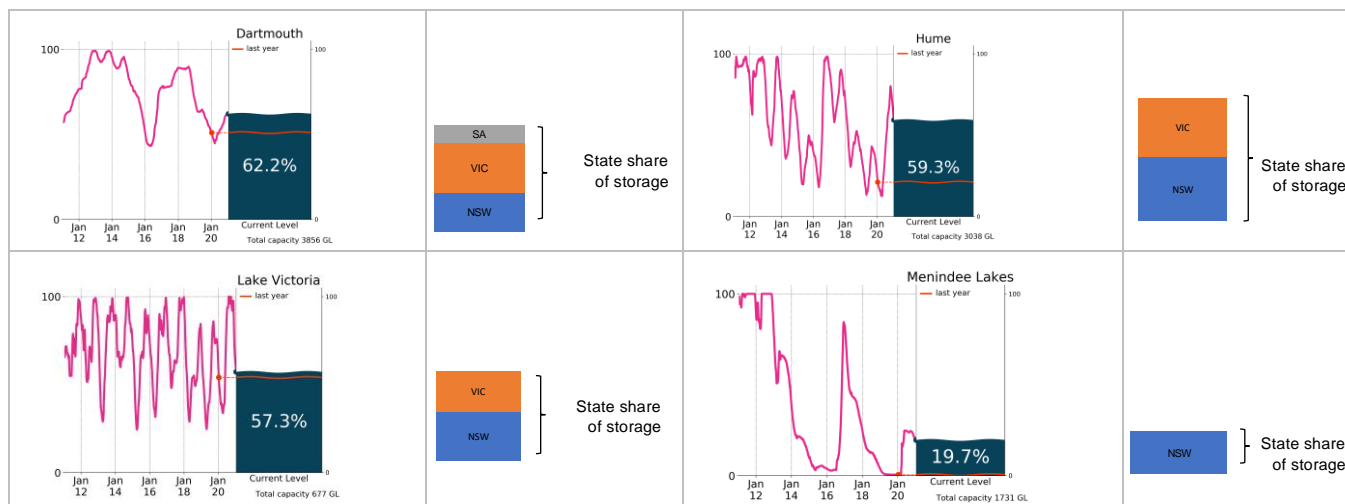 Dartmouth
last year
100
100
62.2%
0
0
Jan Jan Jan Jan Jan
12 14 16 18 20
Current Level
Total capacity 3856 GL
SA
VIC
NSW
State share
of storage
Hume
last year
100
100
59.3%
0
0
Jan Jan Jan Jan Jan
12 14 16 18 20
Current Level
Total capacity 3038 GL
VIC
NSW
State share
of storage
Lake Victoria
last year
100
100
57.3%
0
0
Jan Jan Jan Jan Jan
12 14 16 18 20
Current Level
Total capacity 677 GL
VIC
NSW
State share
of storage
Menindee Lakes
last year
100
100
19.7%
0
0
Jan Jan Jan Jan Jan
12 14 16 18 20
Current Level
Total capacity 1731 GL
NSW
State share
of storage